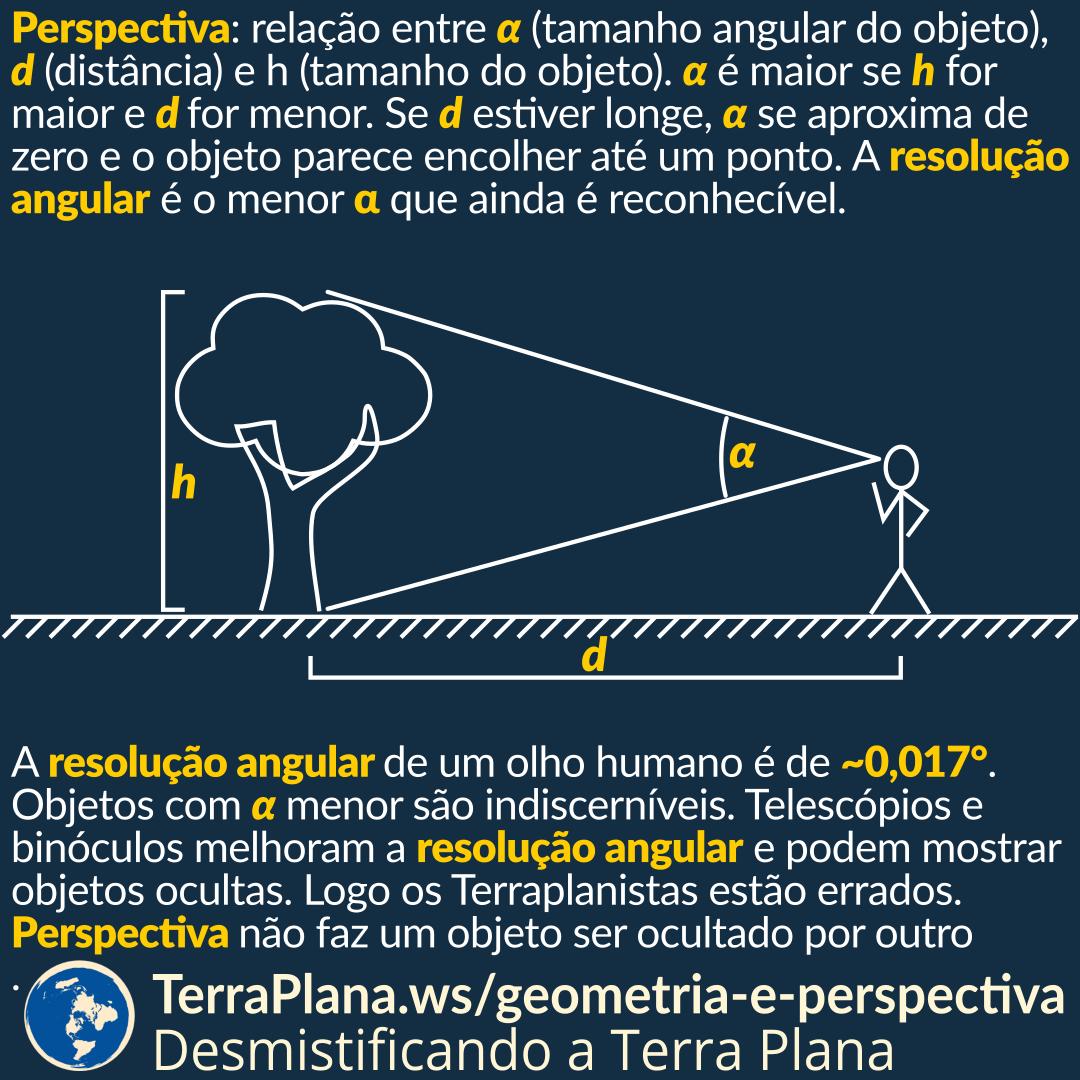 Perspectiva: relação entre α (tamanho angular do objeto),
d (distância) e h (tamanho do objeto). α é maior se h for
maior e d for menor. Se d estiver longe, α se aproxima de
zero e o objeto parece encolher até um ponto. A resolução
angular é o menor α que ainda é reconhecível.
α
h
d
A resolução angular de um olho humano é de ~0,017°.
Objetos com α menor são indiscerníveis. Telescópios e
binóculos melhoram a resolução angular e podem mostrar
objetos ocultas. Logo os Terraplanistas estão errados.
Perspectiva não faz um objeto ser ocultado por outro
.
TerraPlana.ws/geometria-e-perspectiva
Desmistificando a Terra Plana